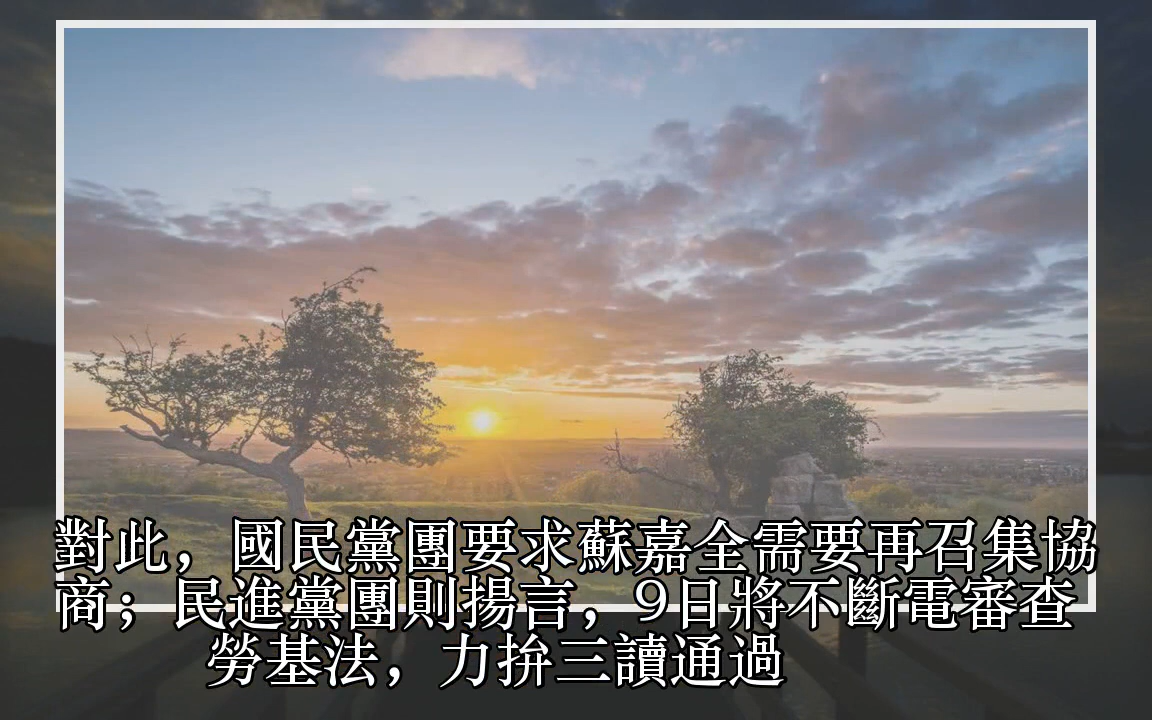 對此，國民黨團要求蘇嘉全需要再召集協
商；民進黨團則揚言，9日將不斷電審查
勞基法，力拚三讀通過